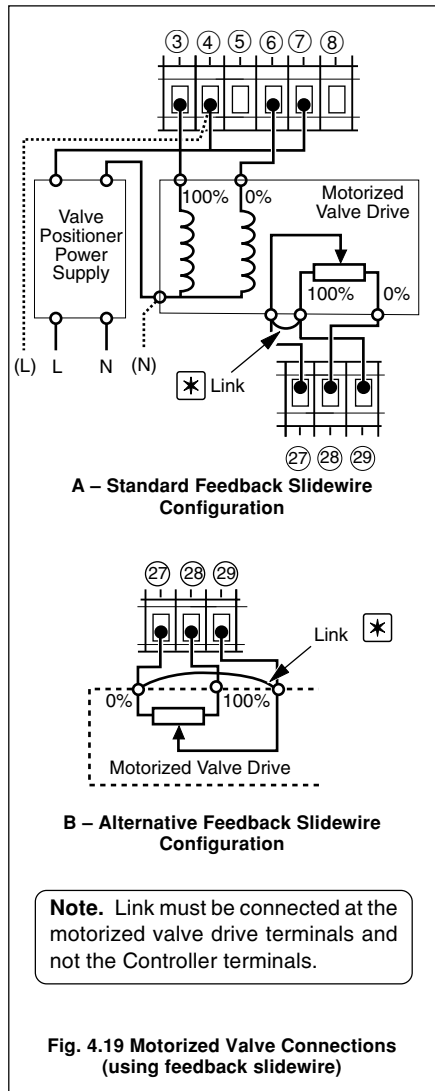 3 4 5 6 7 8
100% 0%
Motorized
Valve Drive
Valve
Positioner
Power
Supply
100% 0%
(L) L N (N)
* Link
27 28 29
A – Standard Feedback Slidewire
Configuration
27 28 29
Link *
0% 100%
Motorized Valve Drive
B – Alternative Feedback Slidewire
Configuration
Note. Link must be connected at the
motorized valve drive terminals and
not the Controller terminals.
Fig. 4.19 Motorized Valve Connections
(using feedback slidewire)